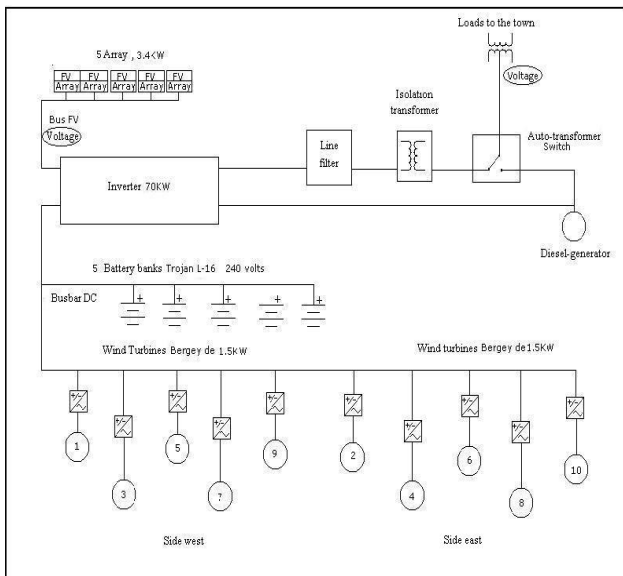 Loads to the town
Voltage
5 Array , 3.4KW
FV FV FV FV FV
Array Array Array Array Array
Bus FV
Voltage
Isolation
transformer
Line
filter
Auto-transformer
Switch
Inverter 70KW
Diesel-generator
5 Battery banks Trojan L-16 240 volts
Busbar DC
+ + + + +
Wind Turbines Bergey de 1.5KW
Wind turbines Bergey de 1.5KW
+/- +/- +/- +/- +/- +/- +/- +/- +/- +/-
1 5 9 2 6 10
3 7 4 8
Side west
Side east